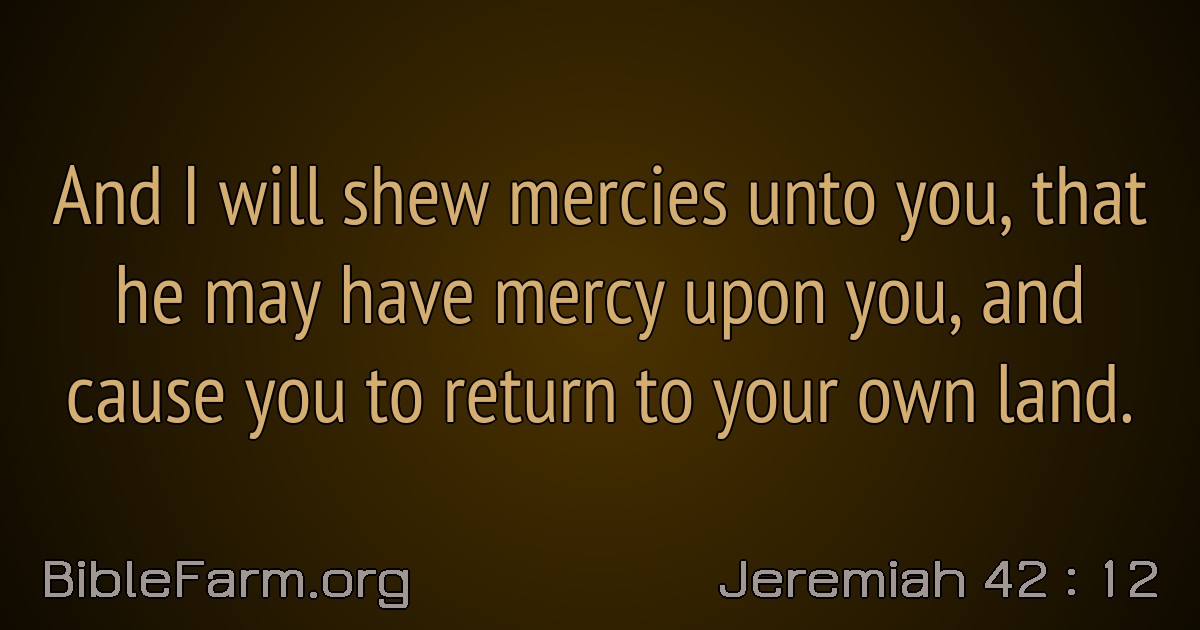 And I will shew mercies unto you, that
he may have mercy upon you, and
cause you to return to your own land.
BibleFarm.org
Jeremiah 42 : 12